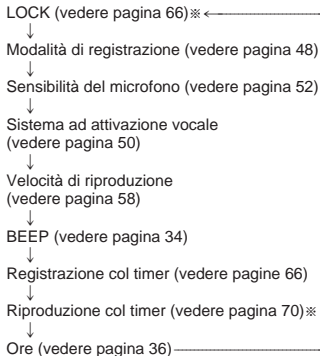 LOCK (vedere pagina 66)※
↓
Modalità di registrazione (vedere pagina 48)
↓
Sensibilità del microfono (vedere pagina 52)
↓
Sistema ad attivazione vocale
(vedere pagina 50)
↓
Velocità di riproduzione
(vedere pagina 58)
↓
BEEP (vedere pagina 34)
↓
Registrazione col timer (vedere pagine 66)
↓
Riproduzione col timer (vedere pagina 70)※
↓
Ore (vedere pagina 36)